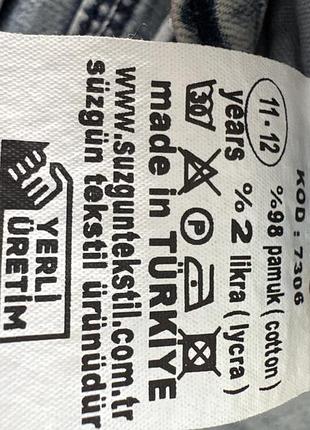 KOD : 7306
11 - 12
years
%98 pamuk ( cotton )
%2 likra ( lycra )
30
P
made in TÜRKİYE
www.suzguntekstil.com.tr
süzgün tekstil ürünüdür
YERLİ
ÜRETİM